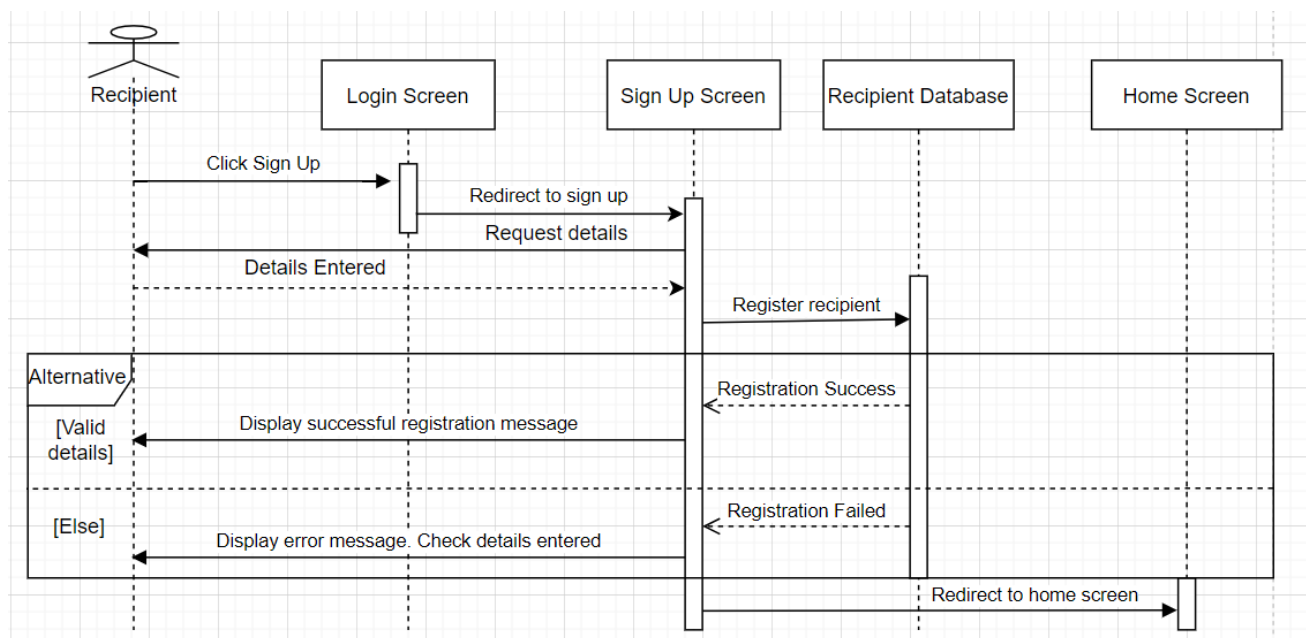 Recipient
Login Screen
Sign Up Screen
Recipient Database
Home Screen
Click Sign Up
Redirect to sign up
Request details
Details Entered
Register recipient
Alternative
Registration Success
[Valid
details]
Display successful registration message
Registration Failed
[Else]
Display error message. Check details entered
Redirect to home screen